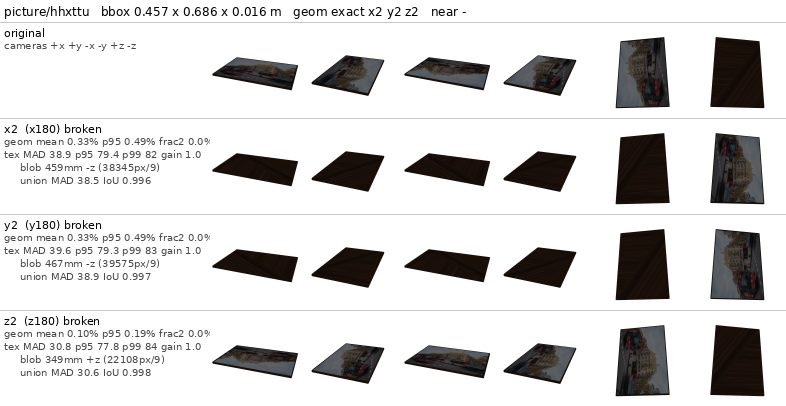 picture/hhxttu bbox 0.457 x 0.686 x 0.016 m geom exact x2 y2 z2 near -
original
cameras +x +y -x -y +z -z
x2 (x180) broken
geom mean 0.33% p95 0.49% frac2 0.0%
tex MAD 38.9 p95 79.4 p99 82 gain 1.0
blob 459mm -z (38345px/9)
union MAD 38.5 IoU 0.996
y2 (y180) broken
geom mean 0.33% p95 0.49% frac2 0.0%
tex MAD 39.6 p95 79.3 p99 83 gain 1.0
blob 467mm -z (39575px/9)
union MAD 38.9 IoU 0.997
z2 (z180) broken
geom mean 0.10% p95 0.19% frac2 0.0%
tex MAD 30.8 p95 77.8 p99 84 gain 1.0
blob 349mm +z (22108px/9)
union MAD 30.6 IoU 0.998